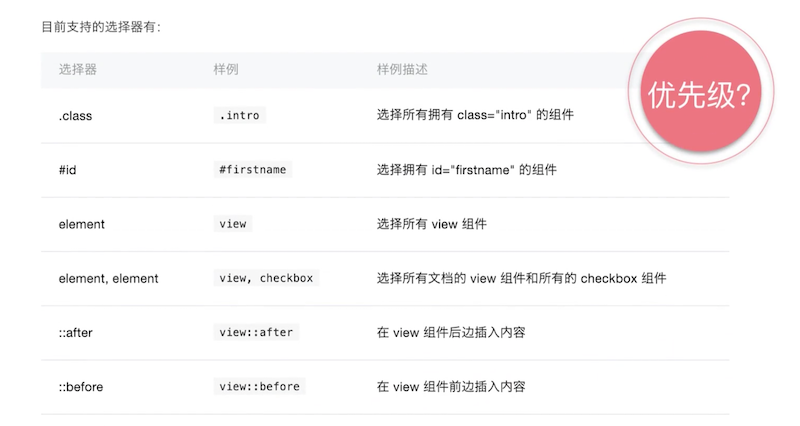 目前支持的选择器有：
优先级?
选择器 样例 样例描述
.class .intro 选择所有拥有 class="intro" 的组件
#id #firstname 选择拥有 id="firstname" 的组件
element view 选择所有 view 组件
element, element view, checkbox 选择所有文档的 view 组件和所有的 checkbox 组件
::after view::after 在 view 组件后边插入内容
::before view::before 在 view 组件前边插入内容